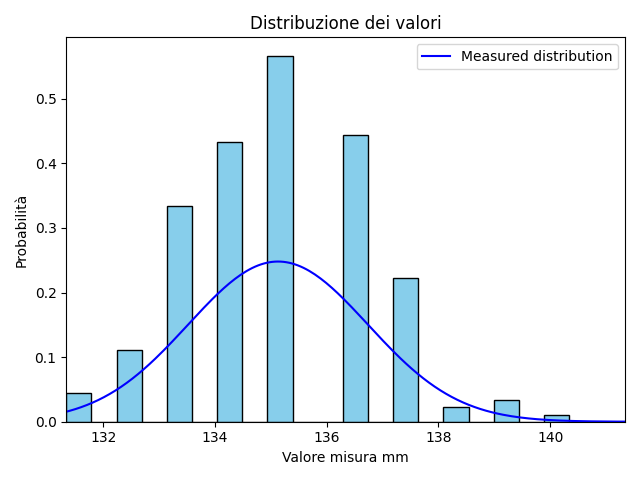 Distribuzione dei valori
Measured distribution
Probabilità
0.5
0.4
0.3
0.2
0.1
0.0
132 134 136 138 140
Valore misura mm